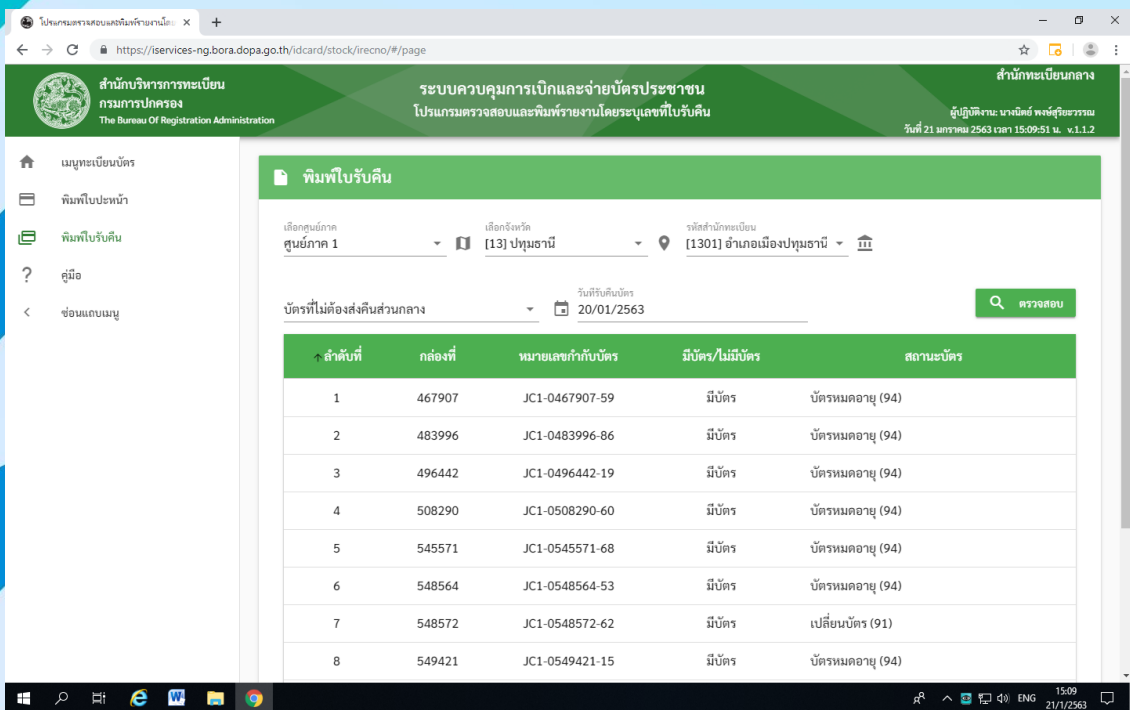 โปรแกรมตรวจสอบและพิมพ์รายงานโดย
https://iservices-ng.bora.dopa.go.th/idcard/stock/irecno/#/page
สำนักบริหารการทะเบียน
กรมการปกครอง
The Bureau Of Registration Administration
ระบบควบคุมการเบิกและจ่ายบัตรประชาชน
โปรแกรมตรวจสอบและพิมพ์รายงานโดยระบุเลขที่ใบรับคืน
สำนักทะเบียนกลาง
ผู้ปฏิบัติงาน: นางนิตย์ พงษ์สุริยะวรรณ
วันที่ 21 มกราคม 2563 เวลา 15:09:51 น. v.1.1.2
เมนูทะเบียนบัตร
พิมพ์ใบปะหน้า
พิมพ์ใบรับคืน
คู่มือ
ซ่อนแถบเมนู
พิมพ์ใบรับคืน
เลือกศูนย์ภาค เลือกจังหวัด รหัสสำนักทะเบียน
ศูนย์ภาค 1 [13] ปทุมธานี [1301] อำเภอเมืองปทุมธานี
วันที่รับคืนบัตร
บัตรที่ไม่ต้องส่งคืนส่วนกลาง 20/01/2563 ตรวจสอบ
ลำดับที่ กล่องที่ หมายเลขกำกับบัตร มีบัตร/ไม่มีบัตร สถานะบัตร
1 467907 JC1-0467907-59 มีบัตร บัตรหมดอายุ (94)
2 483996 JC1-0483996-86 มีบัตร บัตรหมดอายุ (94)
3 496442 JC1-0496442-19 มีบัตร บัตรหมดอายุ (94)
4 508290 JC1-0508290-60 มีบัตร บัตรหมดอายุ (94)
5 545571 JC1-0545571-68 มีบัตร บัตรหมดอายุ (94)
6 548564 JC1-0548564-53 มีบัตร บัตรหมดอายุ (94)
7 548572 JC1-0548572-62 มีบัตร เปลี่ยนบัตร (91)
8 549421 JC1-0549421-15 มีบัตร บัตรหมดอายุ (94)
ENG 15:09
21/1/2563